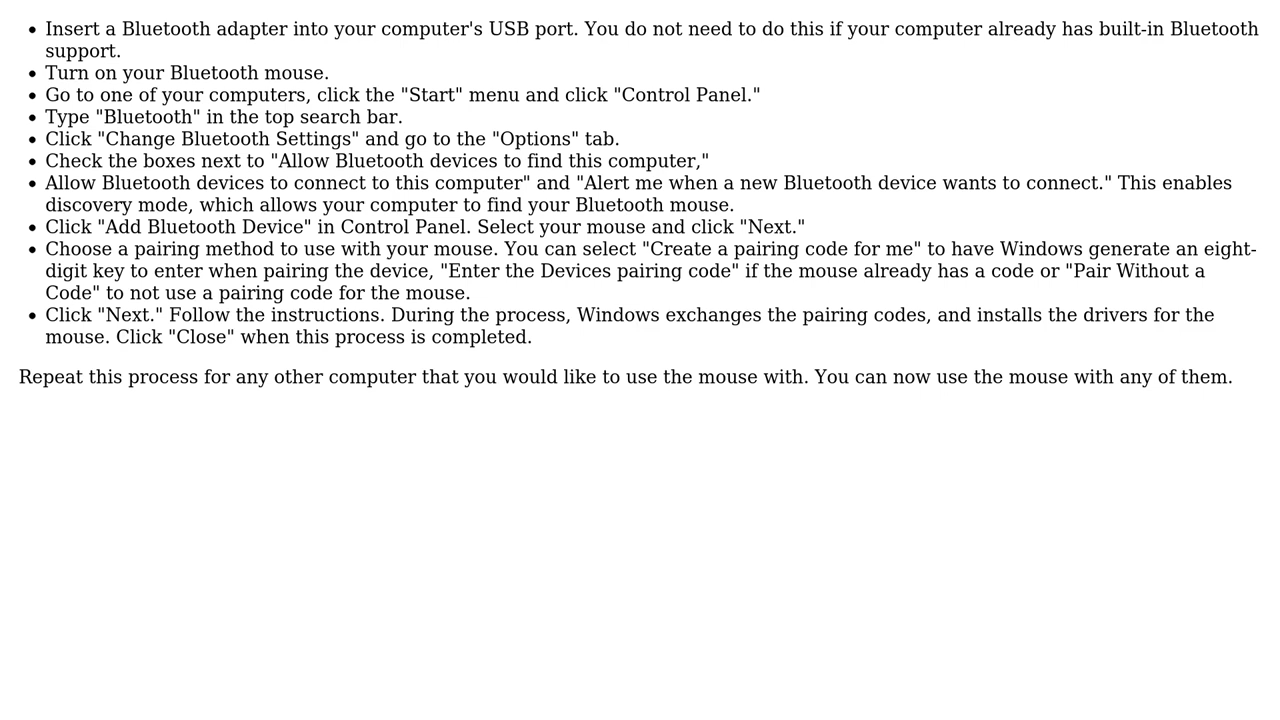 • Insert a Bluetooth adapter into your computer's USB port. You do not need to do this if your computer already has built-in Bluetooth
support.
• Turn on your Bluetooth mouse.
• Go to one of your computers, click the "Start" menu and click "Control Panel."
• Type "Bluetooth" in the top search bar.
• Click "Change Bluetooth Settings" and go to the "Options" tab.
• Check the boxes next to "Allow Bluetooth devices to find this computer,"
• Allow Bluetooth devices to connect to this computer" and "Alert me when a new Bluetooth device wants to connect." This enables
discovery mode, which allows your computer to find your Bluetooth mouse.
• Click "Add Bluetooth Device" in Control Panel. Select your mouse and click "Next."
• Choose a pairing method to use with your mouse. You can select "Create a pairing code for me" to have Windows generate an eight-
digit key to enter when pairing the device, "Enter the Devices pairing code" if the mouse already has a code or "Pair Without a
Code" to not use a pairing code for the mouse.
• Click "Next." Follow the instructions. During the process, Windows exchanges the pairing codes, and installs the drivers for the
mouse. Click "Close" when this process is completed.
Repeat this process for any other computer that you would like to use the mouse with. You can now use the mouse with any of them.